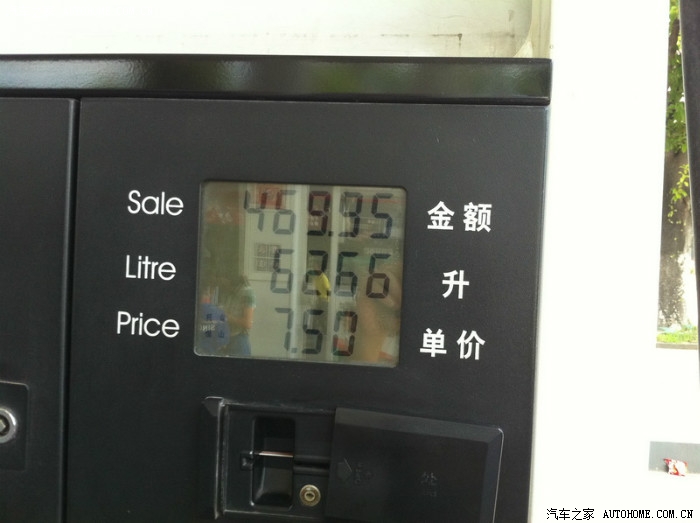 Sale 469.95 金额
Litre 62.66 升
Price 7.50 单价
汽车之家 AUTOHOME.COM.CN